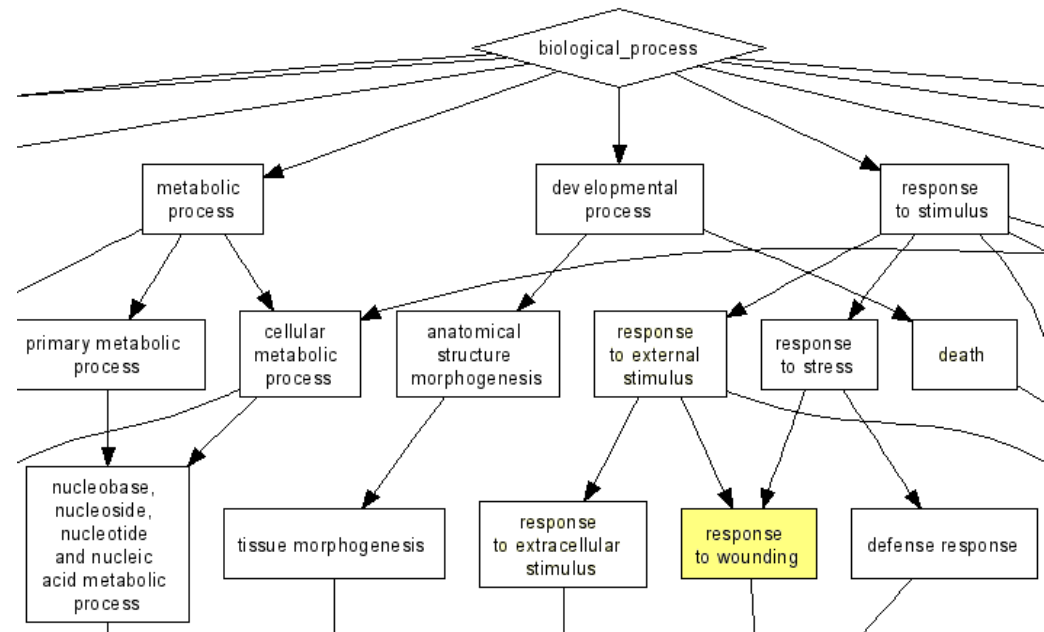 biological_process
metabolic
process
developmental
process
response
to stimulus
primary metabolic
process
cellular
metabolic
process
anatomical
structure
morphogenesis
response
to external
stimulus
response
to stress
death
nucleobase,
nucleoside,
nucleotide
and nucleic
acid metabolic
process
tissue morphogenesis
response
to extracellular
stimulus
response
to wounding
defense response